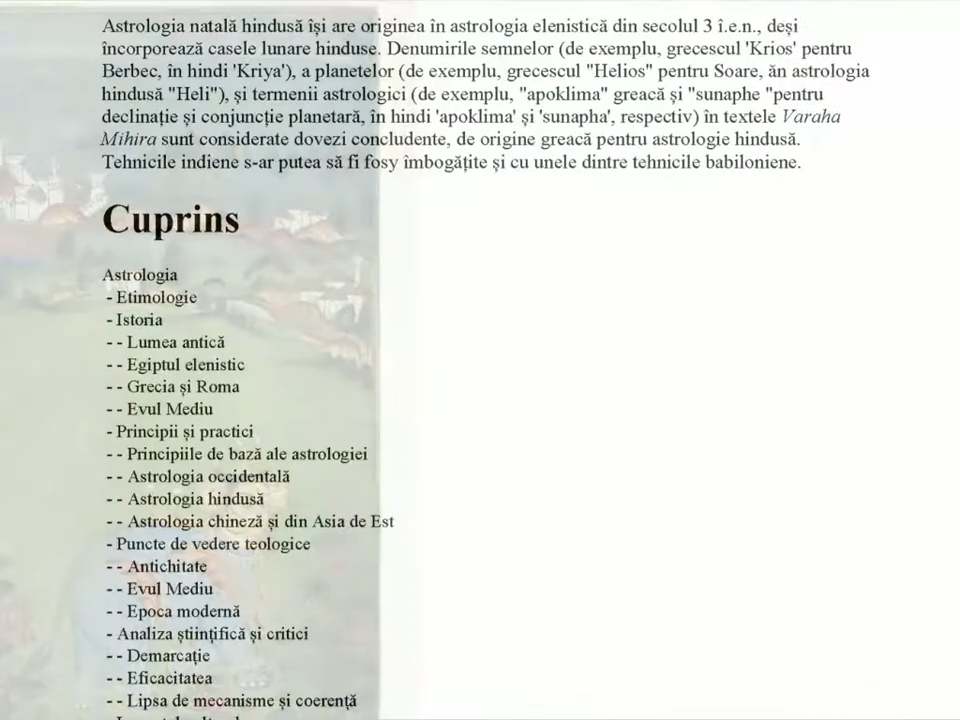 Astrologia natală hindusă își are originea în astrologia elenistică din secolul 3 î.e.n., deși
încorporează casele lunare hinduse. Denumirile semnelor (de exemplu, grecescul 'Krios' pentru
Berbec, în hindi 'Kriya'), a planetelor (de exemplu, grecescul "Helios" pentru Soare, ăn astrologia
hindusă "Heli"), și termenii astrologici (de exemplu, "apoklima" greacă și "sunaphe "pentru
declinație și conjuncție planetară, în hindi 'apoklima' și 'sunapha', respectiv) în textele Varaha
Mihira sunt considerate dovezi concludente, de origine greacă pentru astrologie hindusă.
Tehnicile indiene s-ar putea să fi fosy îmbogățite și cu unele dintre tehnicile babiloniene.
Cuprins
Astrologia
- Etimologie
- Istoria
- - Lumea antică
- - Egiptul elenistic
- - Grecia și Roma
- - Evul Mediu
- Principii și practici
- - Principiile de bază ale astrologiei
- - Astrologia occidentală
- - Astrologia hindusă
- - Astrologia chineză și din Asia de Est
- Puncte de vedere teologice
- - Antichitate
- - Evul Mediu
- - Epoca modernă
- Analiza științifică și critici
- - Demarcație
- - Eficacitatea
- - Lipsa de mecanisme și coerență